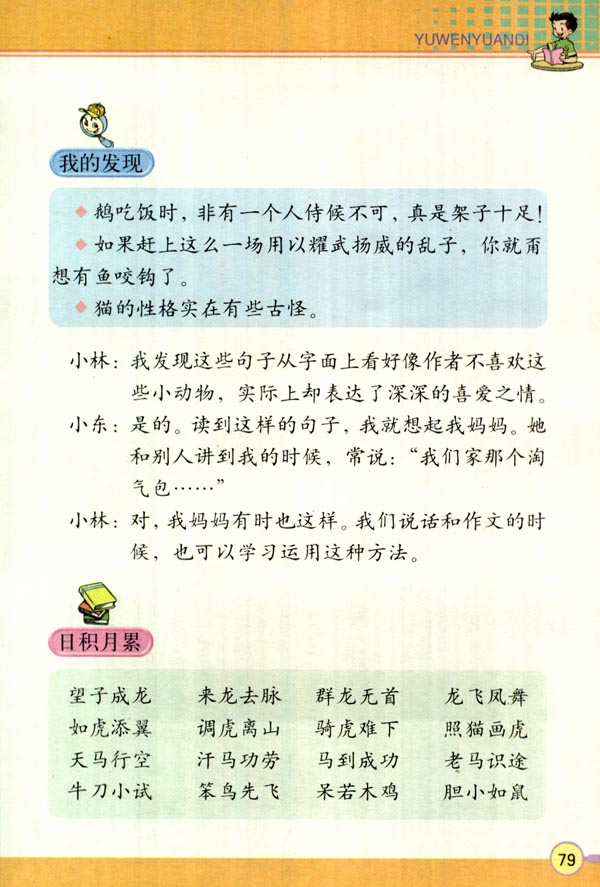 YUWENYUANDI
我的发现
◆ 鹅吃饭时，非有一个人侍候不可，真是架子十足！
◆ 如果赶上这么一场用以耀武扬威的乱子，你就甭
想有鱼咬钩了。
◆ 猫的性格实在有些古怪。
小林：我发现这些句子从字面上看好像作者不喜欢这
些小动物，实际上却表达了深深的喜爱之情。
小东：是的。读到这样的句子，我就想起我妈妈。她
和别人讲到我的时候，常说：“我们家那个淘
气包……”
小林：对，我妈妈有时也这样。我们说话和作文的时
候，也可以学习运用这种方法。
日积月累
望子成龙 来龙去脉 群龙无首 龙飞凤舞
如虎添翼 调虎离山 骑虎难下 照猫画虎
天马行空 汗马功劳 马到成功 老马识途
牛刀小试 笨鸟先飞 呆若木鸡 胆小如鼠
79